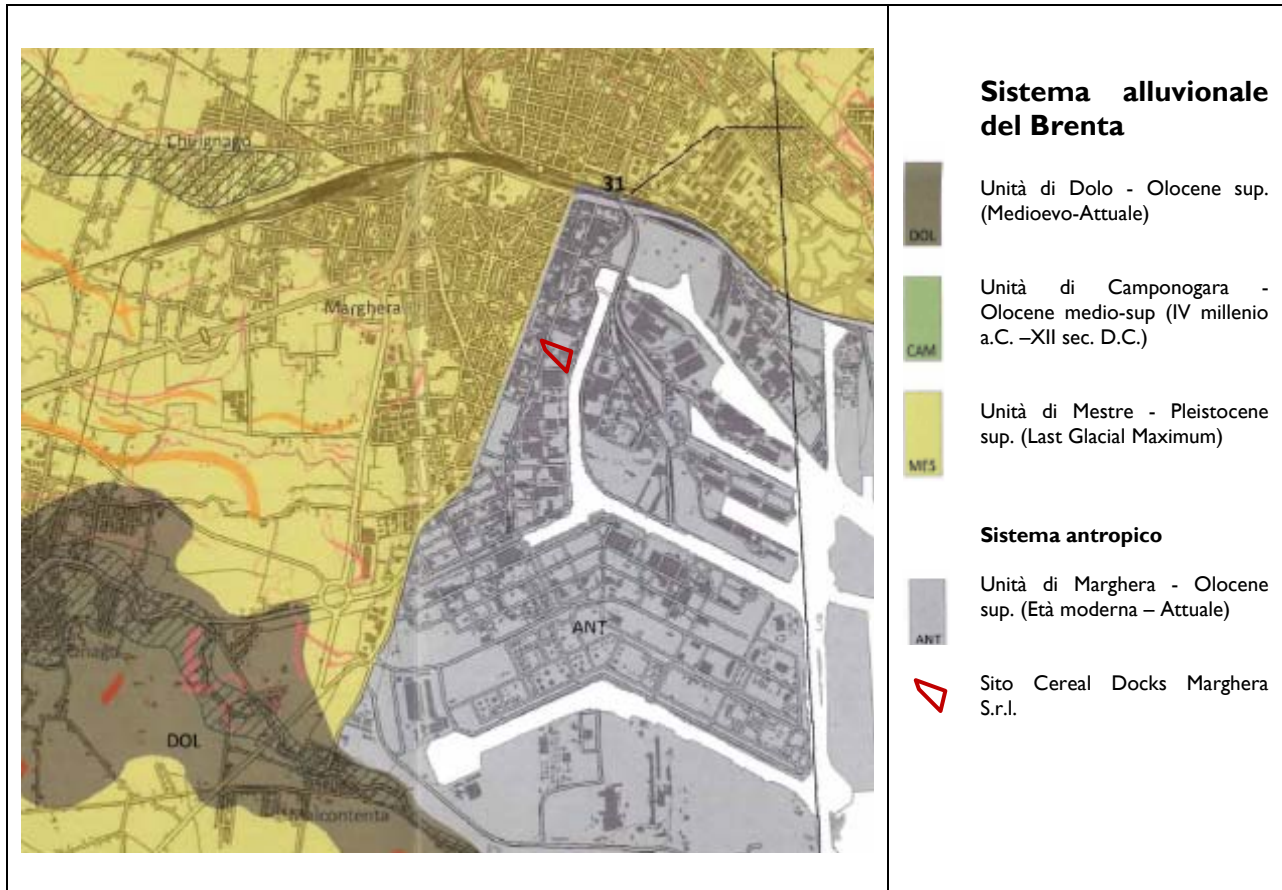 Chirignago
31
Marghera
ANT
DOL
Malcontenta
Sistema alluvionale
del Brenta
DOL
Unità di Dolo - Olocene sup.
(Medioevo-Attuale)
CAM
Unità di Camponogara -
Olocene medio-sup (IV millenio
a.C. –XII sec. D.C.)
MES
Unità di Mestre - Pleistocene
sup. (Last Glacial Maximum)
Sistema antropico
ANT
Unità di Marghera - Olocene
sup. (Età moderna – Attuale)
Sito Cereal Docks Marghera
S.r.l.